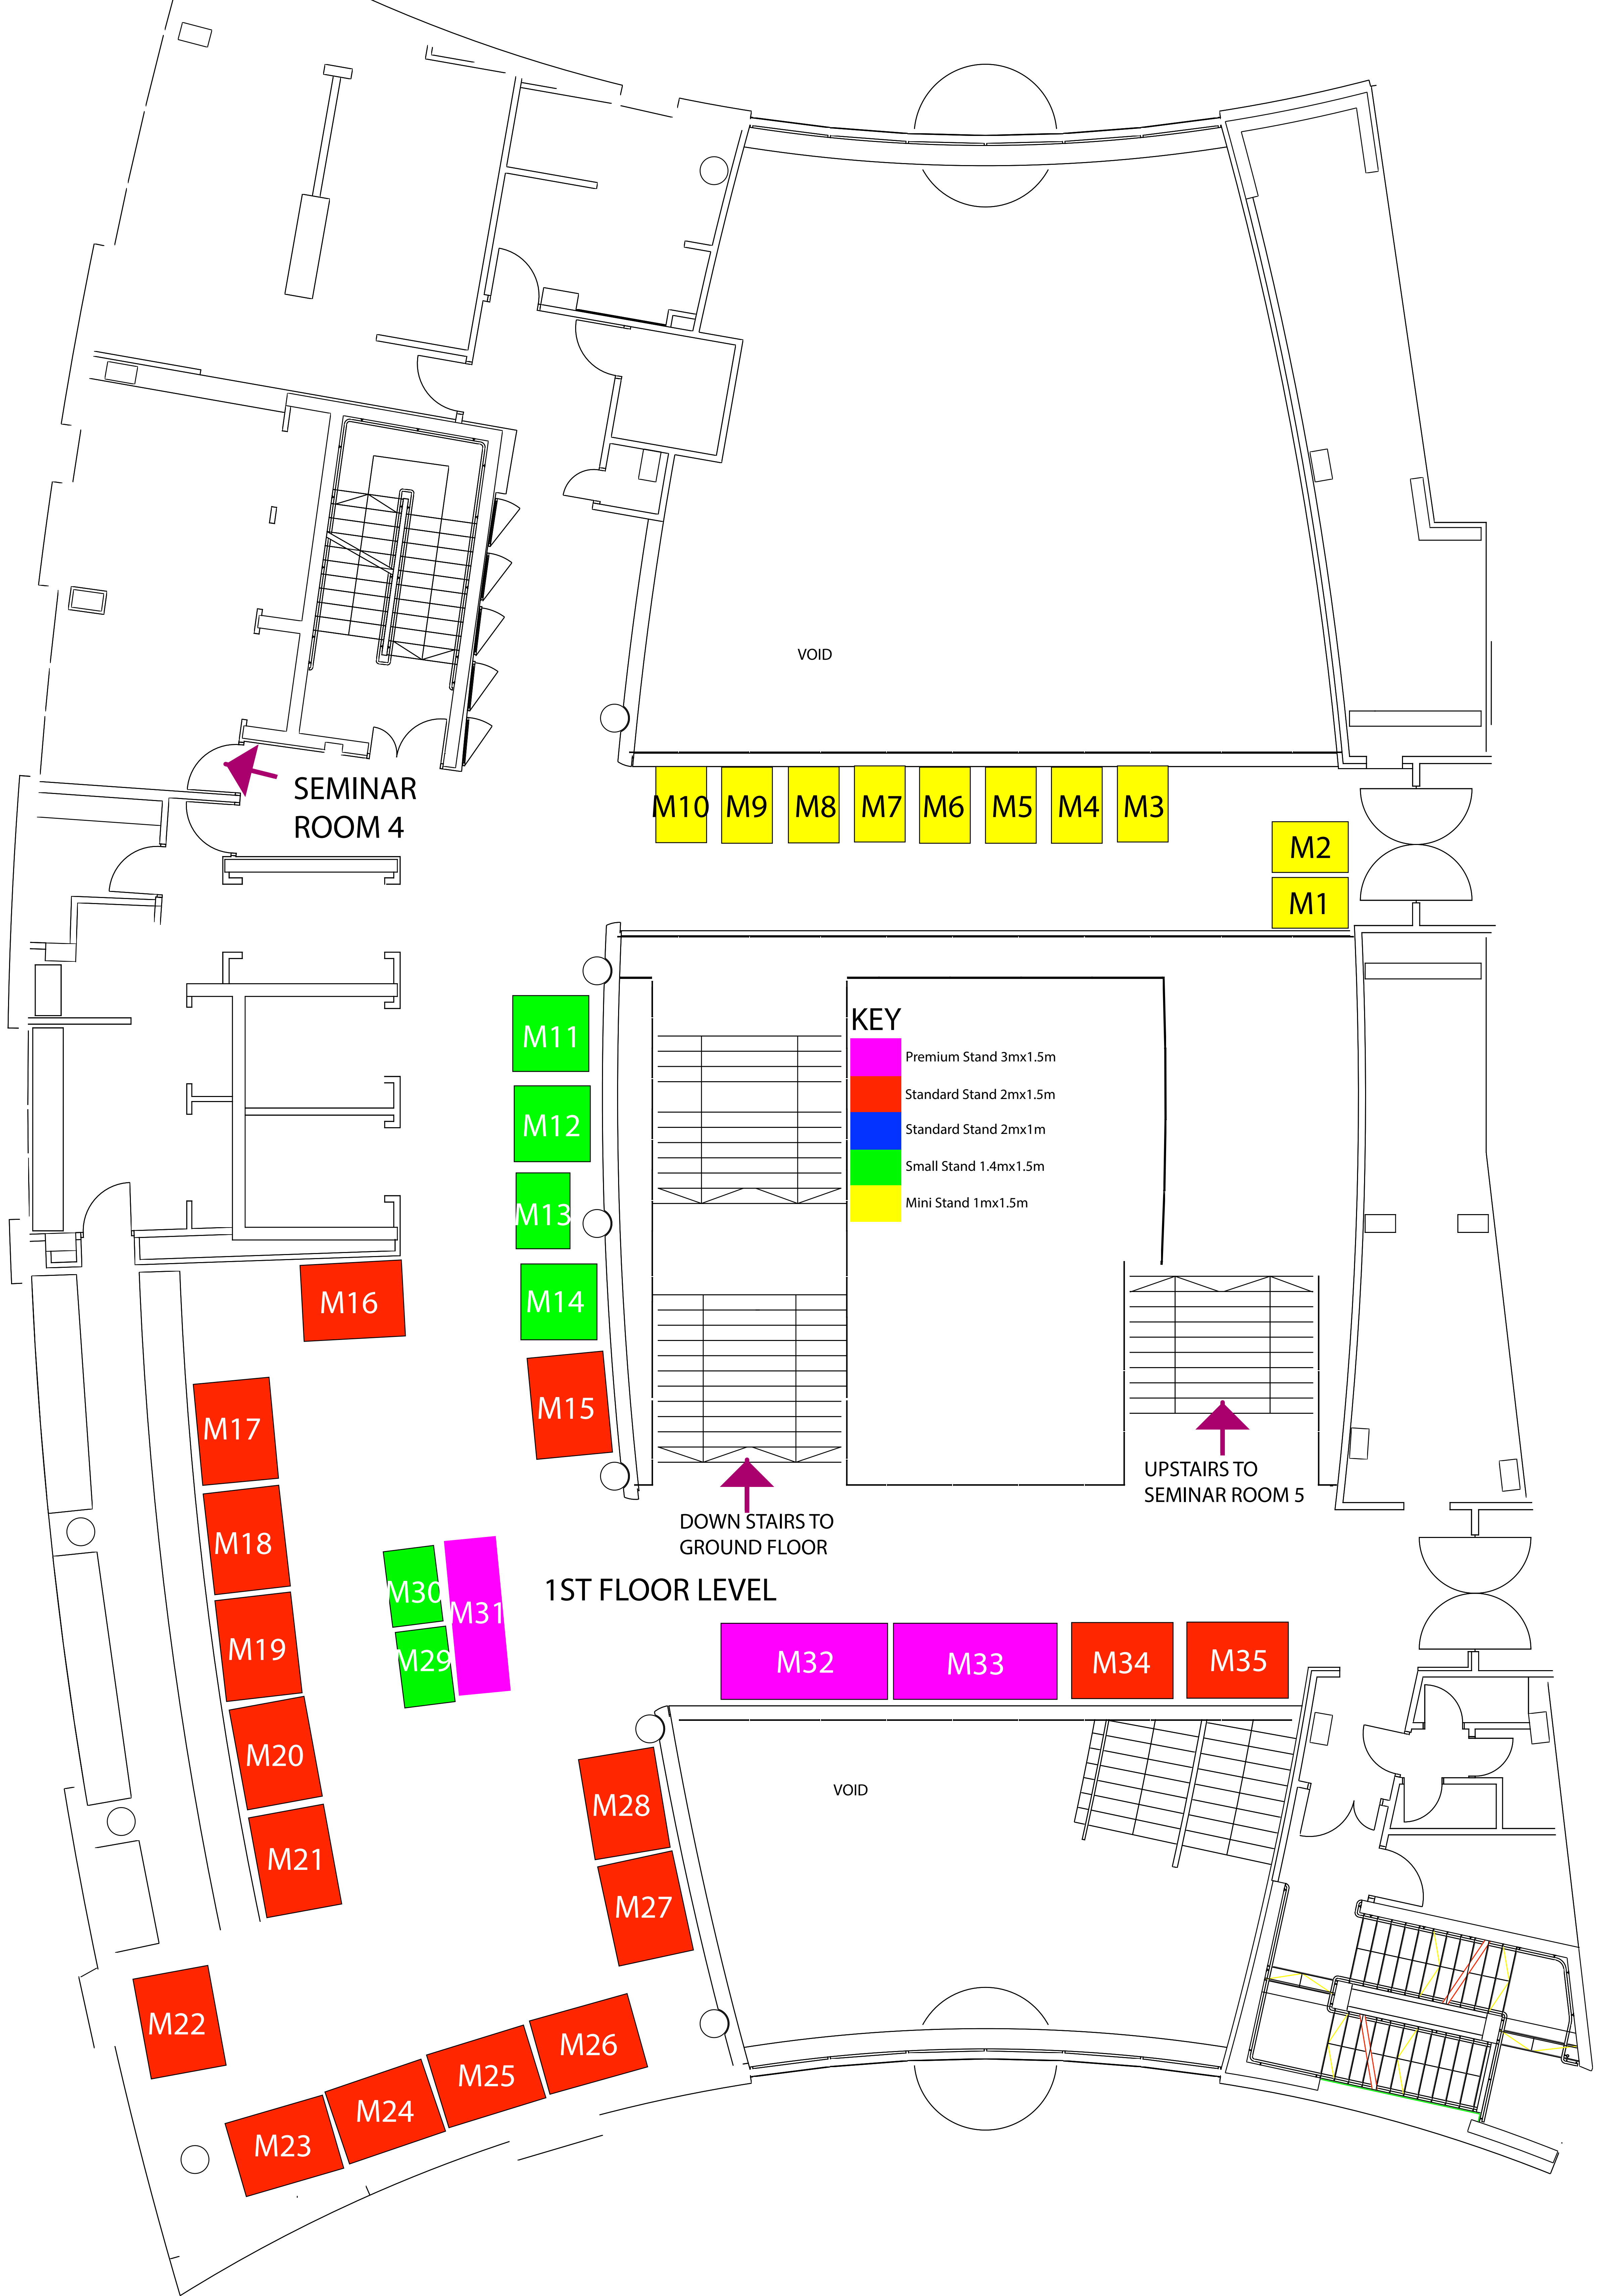 VOID
SEMINAR
ROOM 4
M10 M9 M8 M7 M6 M5 M4 M3
M2
M1
KEY
Premium Stand 3mx1.5m
Standard Stand 2mx1.5m
Standard Stand 2mx1m
Small Stand 1.4mx1.5m
Mini Stand 1mx1.5m
M11
M12
M13
M14
M15
M16
M17
M18
M19
M20
M21
M22
M23
M24
M25
M26
M27
M28
M29
M30
M31
DOWN STAIRS TO
GROUND FLOOR
UPSTAIRS TO
SEMINAR ROOM 5
1ST FLOOR LEVEL
M32 M33 M34 M35
VOID